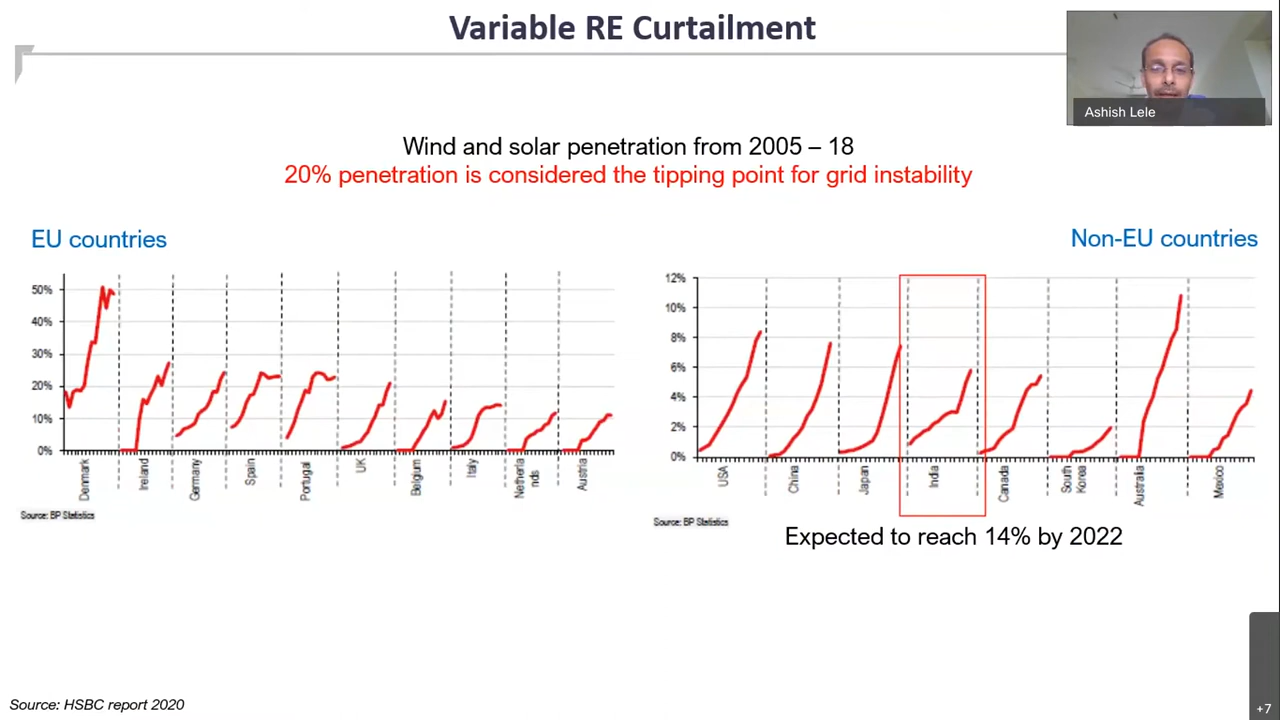 Variable RE Curtailment
Ashish Lele
Wind and solar penetration from 2005 – 18
20% penetration is considered the tipping point for grid instability
EU countries
50%
40%
30%
20%
10%
0%
Denmark
Ireland
Germany
Spain
Portugal
UK
Belgium
Italy
Netherla
nds
Austria
Source: BP Statistics
Non-EU countries
12%
10%
8%
6%
4%
2%
0%
USA
China
Japan
India
Canada
South
Korea
Australia
Mexico
Source: BP Statistics
Expected to reach 14% by 2022
Source: HSBC report 2020
+7